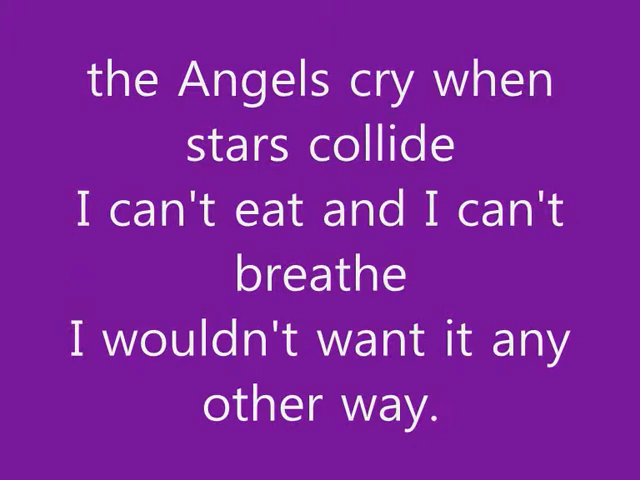 the Angels cry when
stars collide
I can't eat and I can't
breathe
I wouldn't want it any
other way.